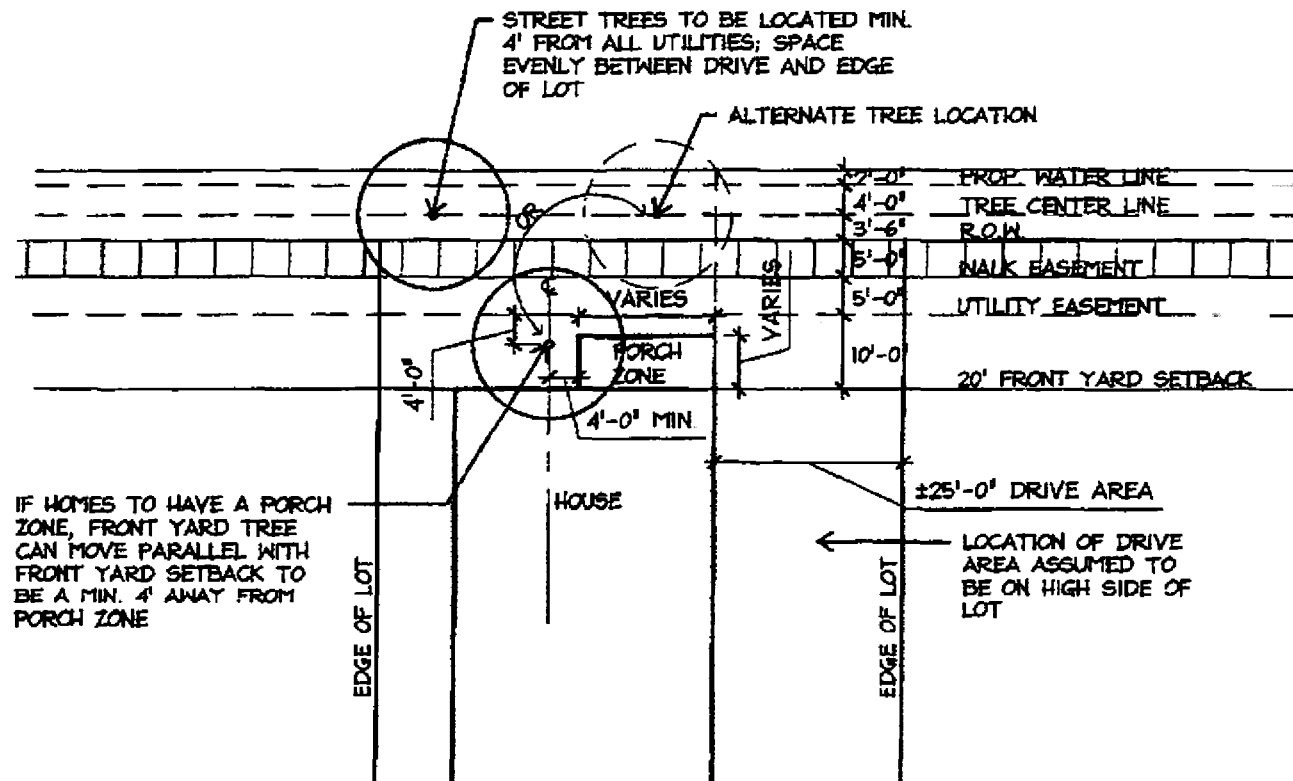 STREET TREES TO BE LOCATED MIN.
4' FROM ALL UTILITIES; SPACE
EVENLY BETWEEN DRIVE AND EDGE
OF LOT
ALTERNATE TREE LOCATION
2'-0" PROP. WATER LINE
4'-0" TREE CENTER LINE
3'-6" R.O.W.
5'-0" WALK EASEMENT
5'-0" UTILITY EASEMENT
10'-0
20' FRONT YARD SETBACK
OR
℄
VARIES
VARIES
PORCH
ZONE
4'-0"
4'-0" MIN.
HOUSE
IF HOMES TO HAVE A PORCH
ZONE, FRONT YARD TREE
CAN MOVE PARALLEL WITH
FRONT YARD SETBACK TO
BE A MIN. 4' AWAY FROM
PORCH ZONE
±25'-0" DRIVE AREA
LOCATION OF DRIVE
AREA ASSUMED TO
BE ON HIGH SIDE OF
LOT
EDGE OF LOT
EDGE OF LOT